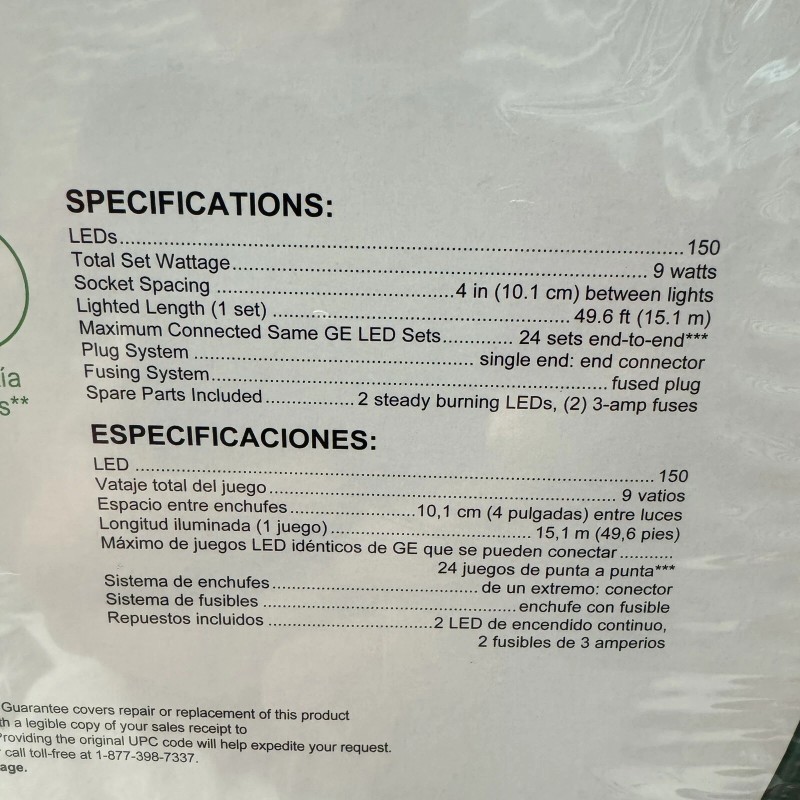 SPECIFICATIONS:
LEDs...150
Total Set Wattage...9 watts
Socket Spacing ...4 in (10.1 cm) between lights
Lighted Length (1 set) ...49.6 ft (15.1 m)
Maximum Connected Same GE LED Sets...24 sets end-to-end***
Plug System ...single end: end connector
Fusing System...fused plug
Spare Parts Included...2 steady burning LEDs, (2) 3-amp fuses
ía
s**
ESPECIFICACIONES:
LED ...150
Vataje total del juego...9 vatios
Espacio entre enchufes...10,1 cm (4 pulgadas) entre luces
Longitud iluminada (1 juego)...15,1 m (49,6 pies)
Máximo de juegos LED idénticos de GE que se pueden conectar...
24 juegos de punta a punta***
Sistema de enchufes...de un extremo: conector
Sistema de fusibles ...enchufe con fusible
Repuestos incluidos ...2 LED de encendido continuo,
2 fusibles de 3 amperios
Guarantee covers repair or replacement of this product
th a legible copy of your sales receipt to
Providing the original UPC code will help expedite your request.
call toll-free at 1-877-398-7337.
age.